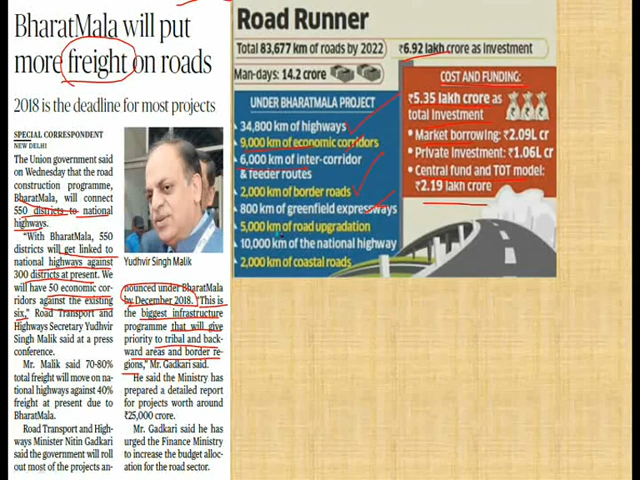 BharatMala will put
more freight on roads
2018 is the deadline for most projects
SPECIAL CORRESPONDENT
NEW DELHI
The Union government said
on Wednesday that the road
construction programme,
BharatMala, will connect
550 districts to national
highways.
"With BharatMala, 550
districts will get linked to
national highways against
300 districts at present. We
will have 50 economic cor-
ridors against the existing
six," Road Transport and
Highways Secretary Yudhvir
Singh Malik said at a press
conference.
Mr. Malik said 70-80%
total freight will move on na-
tional highways against 40%
freight at present due to
BharatMala.
Road Transport and High-
ways Minister Nitin Gadkari
said the government will roll
out most of the projects an-
Yudhvir Singh Malik
nounced under BharatMala
by December 2018. "This is
the biggest infrastructure
programme that will give
priority to tribal and back-
ward areas and border re-
gions," Mr. Gadkari said.
He said the Ministry has
prepared a detailed report
for projects worth around
₹25,000 crore.
Mr. Gadkari said he has
urged the Finance Ministry
to increase the budget alloc-
ation for the road sector.
Road Runner
Total 83,677 km of roads by 2022
₹6.92 lakh crore as investment
Man-days: 14.2 crore
UNDER BHARATMALA PROJECT
34,800 km of highways
9,000 km of economic corridors
6,000 km of inter-corridor
& feeder routes
2,000 km of border roads
800 km of greenfield expressways
5,000 km of road upgradation
10,000 km of the national highway
2,000 km of coastal roads
COST AND FUNDING:
₹5.35 lakh crore as
total Investment
• Market borrowing: ₹2.09L cr
• Private investment: ₹1.06L cr
• Central fund and TOT model:
₹2.19 lakh crore